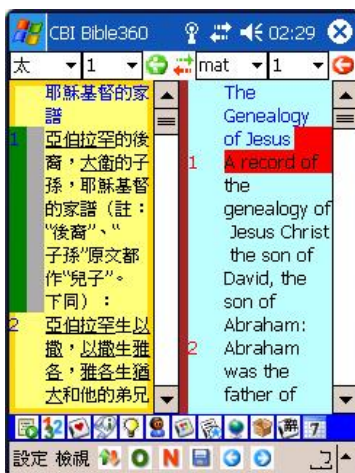 CBI Bible360 02:29
太 1 mat 1
耶穌基督的家
譜
1 亞伯拉罕的後
裔，大衛的子
孫，耶穌基督
的家譜（註：
“後裔”、“
子孫”原文都
作“兒子”。
下同）：
2 亞伯拉罕生以
撒，以撒生雅
各，雅各生猶
大和他的弟兄
The
Genealogy
of Jesus
1 A record of
the
genealogy of
Jesus Christ
the son of
David, the
son of
Abraham:
2 Abraham
was the
father of
設定 檢視 O N